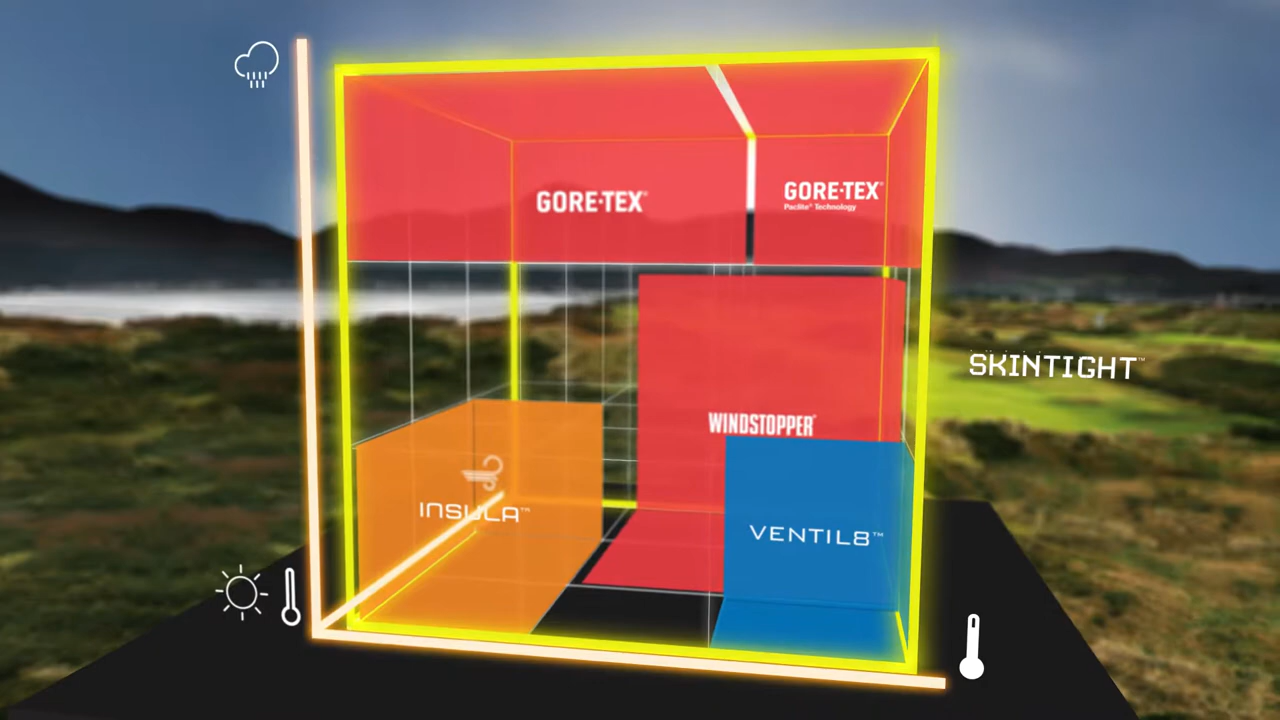 GORE-TEX®
GORE-TEX®
Paclite® Technology
SKINTIGHT™
WINDSTOPPER®
INSULA™
VENTIL8™